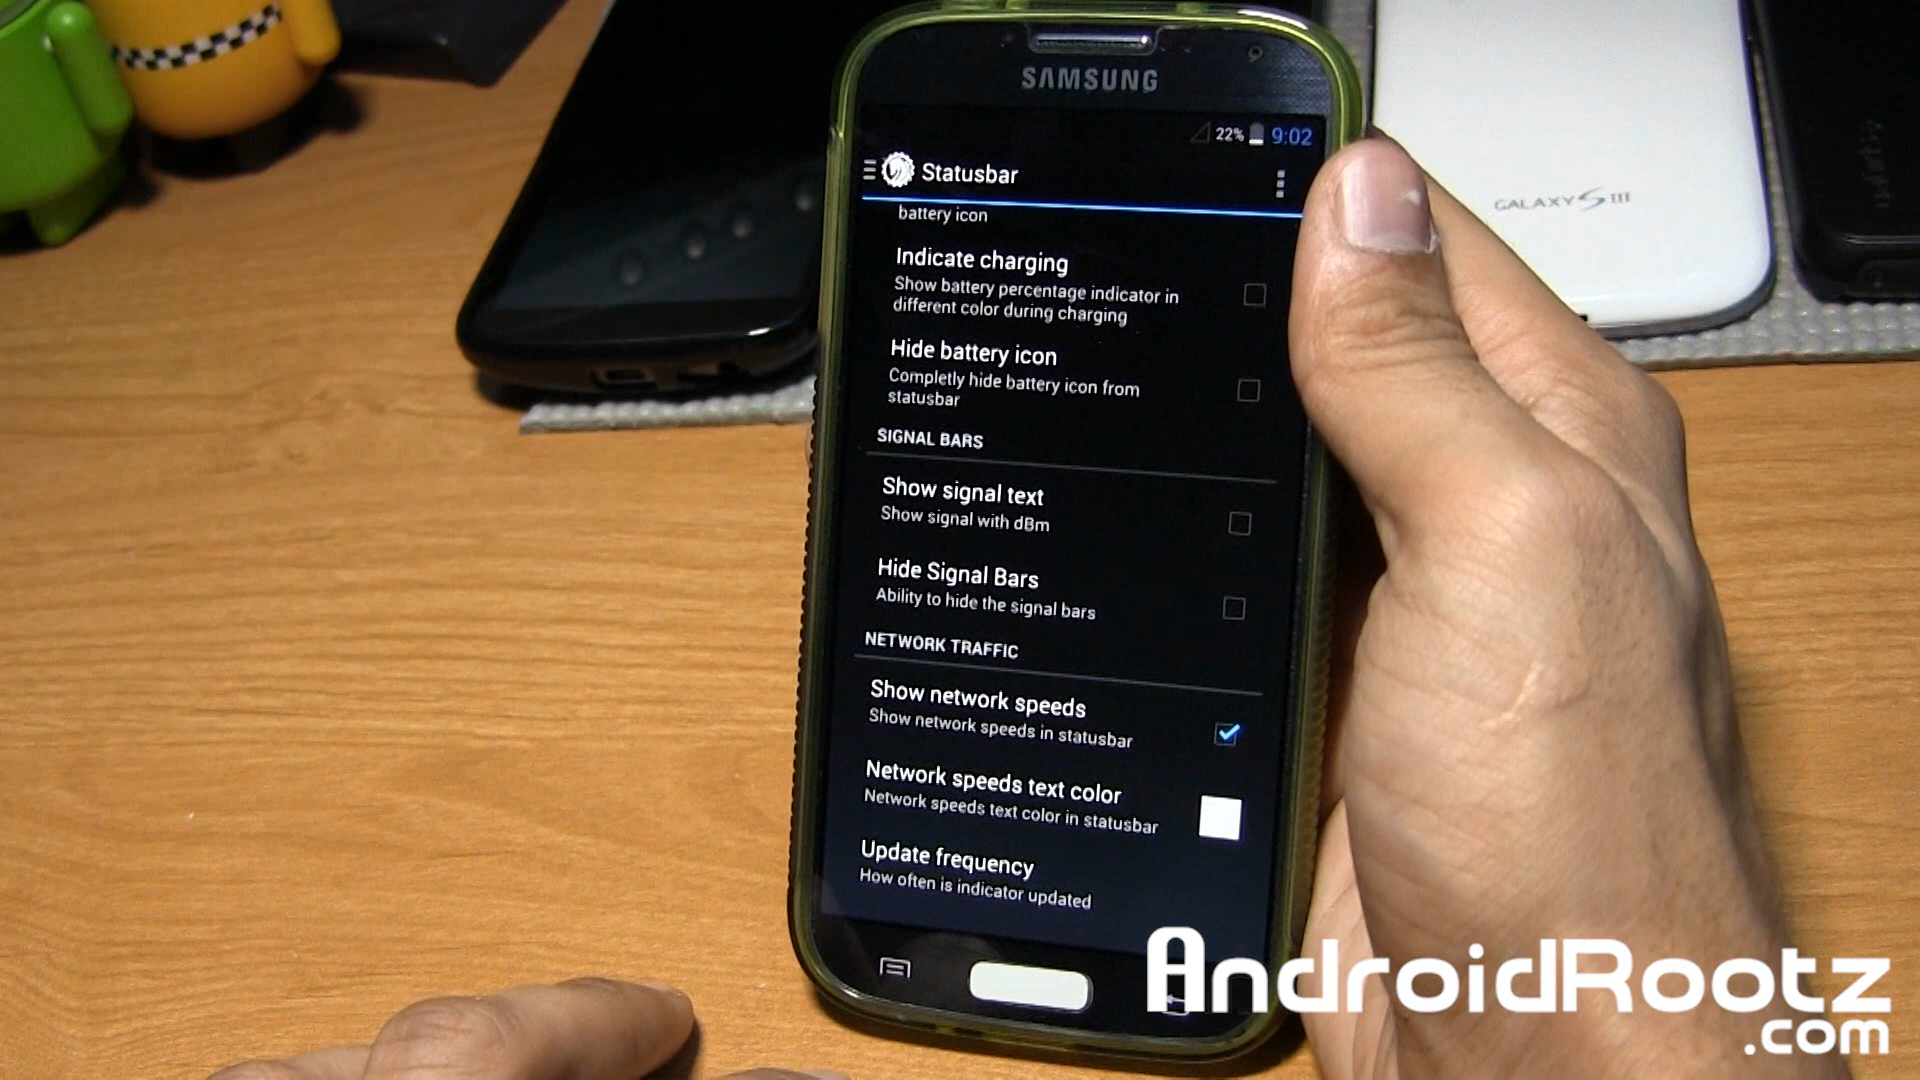 SAMSUNG
22% 9:02
Statusbar
battery icon
Indicate charging
Show battery percentage indicator in
different color during charging
Hide battery icon
Completly hide battery icon from
statusbar
SIGNAL BARS
Show signal text
Show signal with dBm
Hide Signal Bars
Ability to hide the signal bars
NETWORK TRAFFIC
Show network speeds
Show network speeds in statusbar
Network speeds text color
Network speeds text color in statusbar
Update frequency
How often is indicator updated
GALAXY S III
AndroidRootz
.com